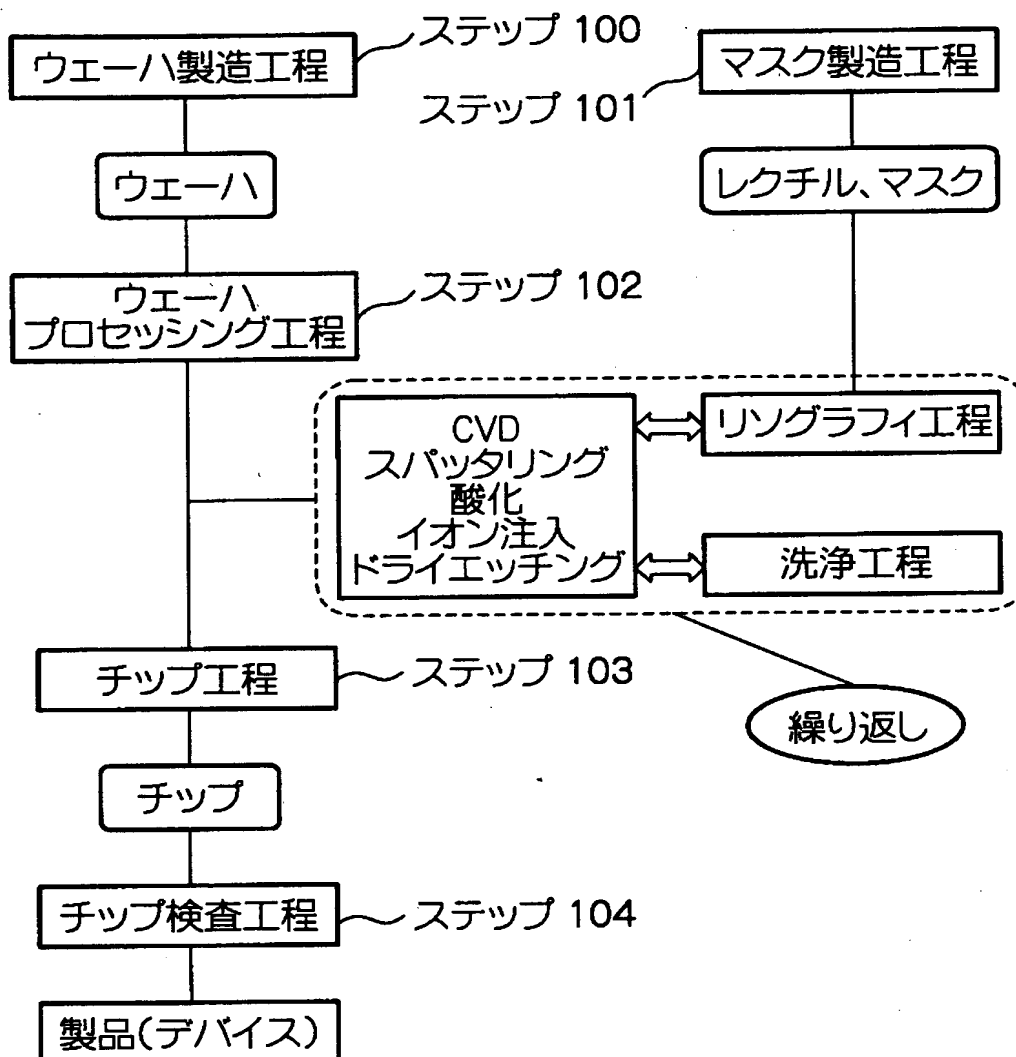 ウェーハ製造工程
ステップ 100
マスク製造工程
ステップ 101
ウェーハ
レクチル、マスク
ウェーハ
プロセッシング工程
ステップ 102
CVD
スパッタリング
酸化
イオン注入
ドライエッチング
リソグラフィ工程
洗浄工程
チップ工程
ステップ 103
繰り返し
チップ
チップ検査工程
ステップ 104
製品(デバイス)